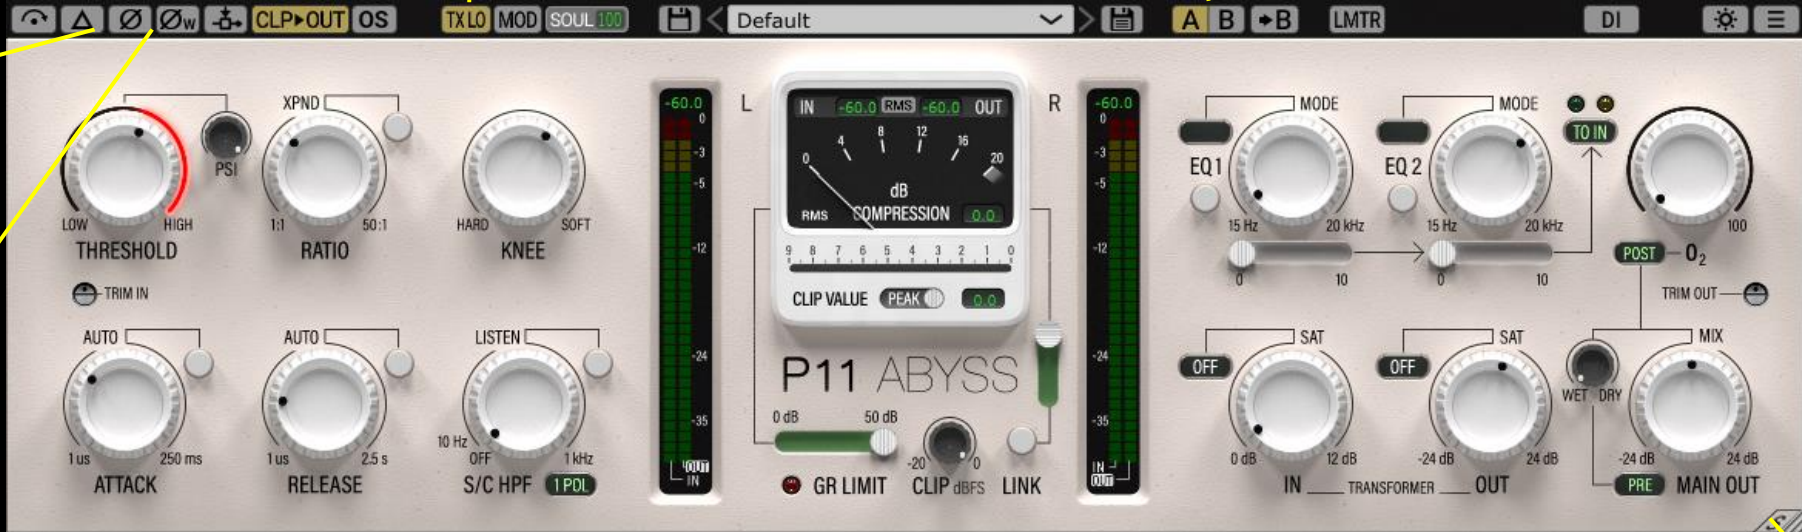 Øw CLP▸OUT OS TX LO MOD SOUL 100 Default A B →B LMTR DI
XPND
PSI
LOW HIGH
THRESHOLD
1:1 50:1
RATIO
HARD SOFT
KNEE
TRIM IN
AUTO
1 us 250 ms
ATTACK
AUTO
1 us 2.5 s
RELEASE
LISTEN
10 Hz
OFF 1 kHz
S/C HPF 1 POL
-60.0
0
-3
-5
-12
-24
-35
OUT
IN
L R
IN -60.0 RMS -60.0 OUT
0 4 8 12 16 20
dB
RMS COMPRESSION 0.0
9 8 7 6 5 4 3 2 1 0
CLIP VALUE PEAK 0.0
P11 ABYSS
0 dB 50 dB
-20 0
GR LIMIT CLIP dBFS LINK
-60.0
0
-3
-5
-12
-24
-35
IN
OUT
MODE
EQ 1
15 Hz 20 kHz
0 10
MODE
EQ 2
15 Hz 20 kHz
0 10
TO IN
100
POST O2
TRIM OUT
SAT
OFF
0 dB 12 dB
SAT
OFF
-24 dB 24 dB
IN TRANSFORMER OUT
MIX
WET DRY
-24 dB 24 dB
PRE MAIN OUT